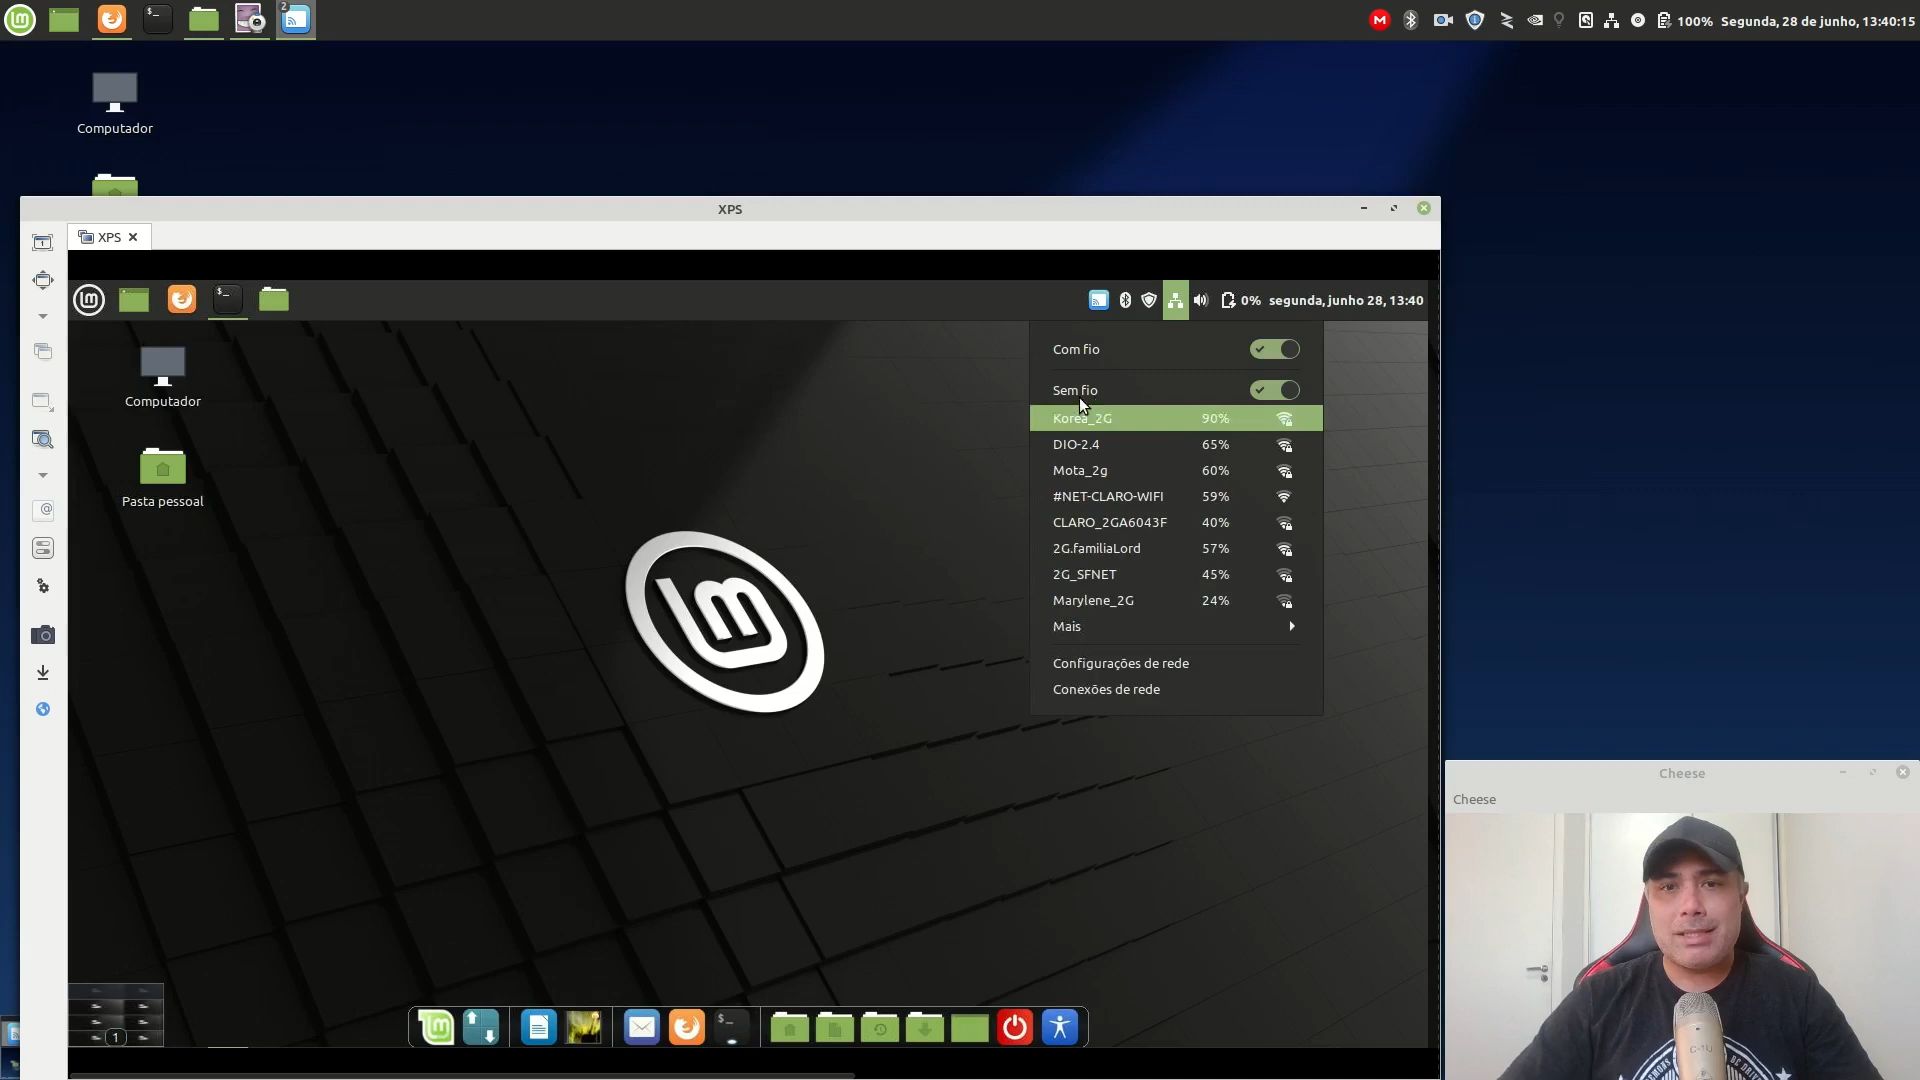 2
100% Segunda, 28 de junho, 13:40:15
Computador
XPS
XPS
0% segunda, junho 28, 13:40
Computador
Pasta pessoal
Com fio
Sem fio
Korea_2G 90%
DIO-2.4 65%
Mota_2g 60%
#NET-CLARO-WIFI 59%
CLARO_2GA6043F 40%
2G.familiaLord 57%
2G_SFNET 45%
Marylene_2G 24%
Mais
Configurações de rede
Conexões de rede
1
Cheese
Cheese
C-1U